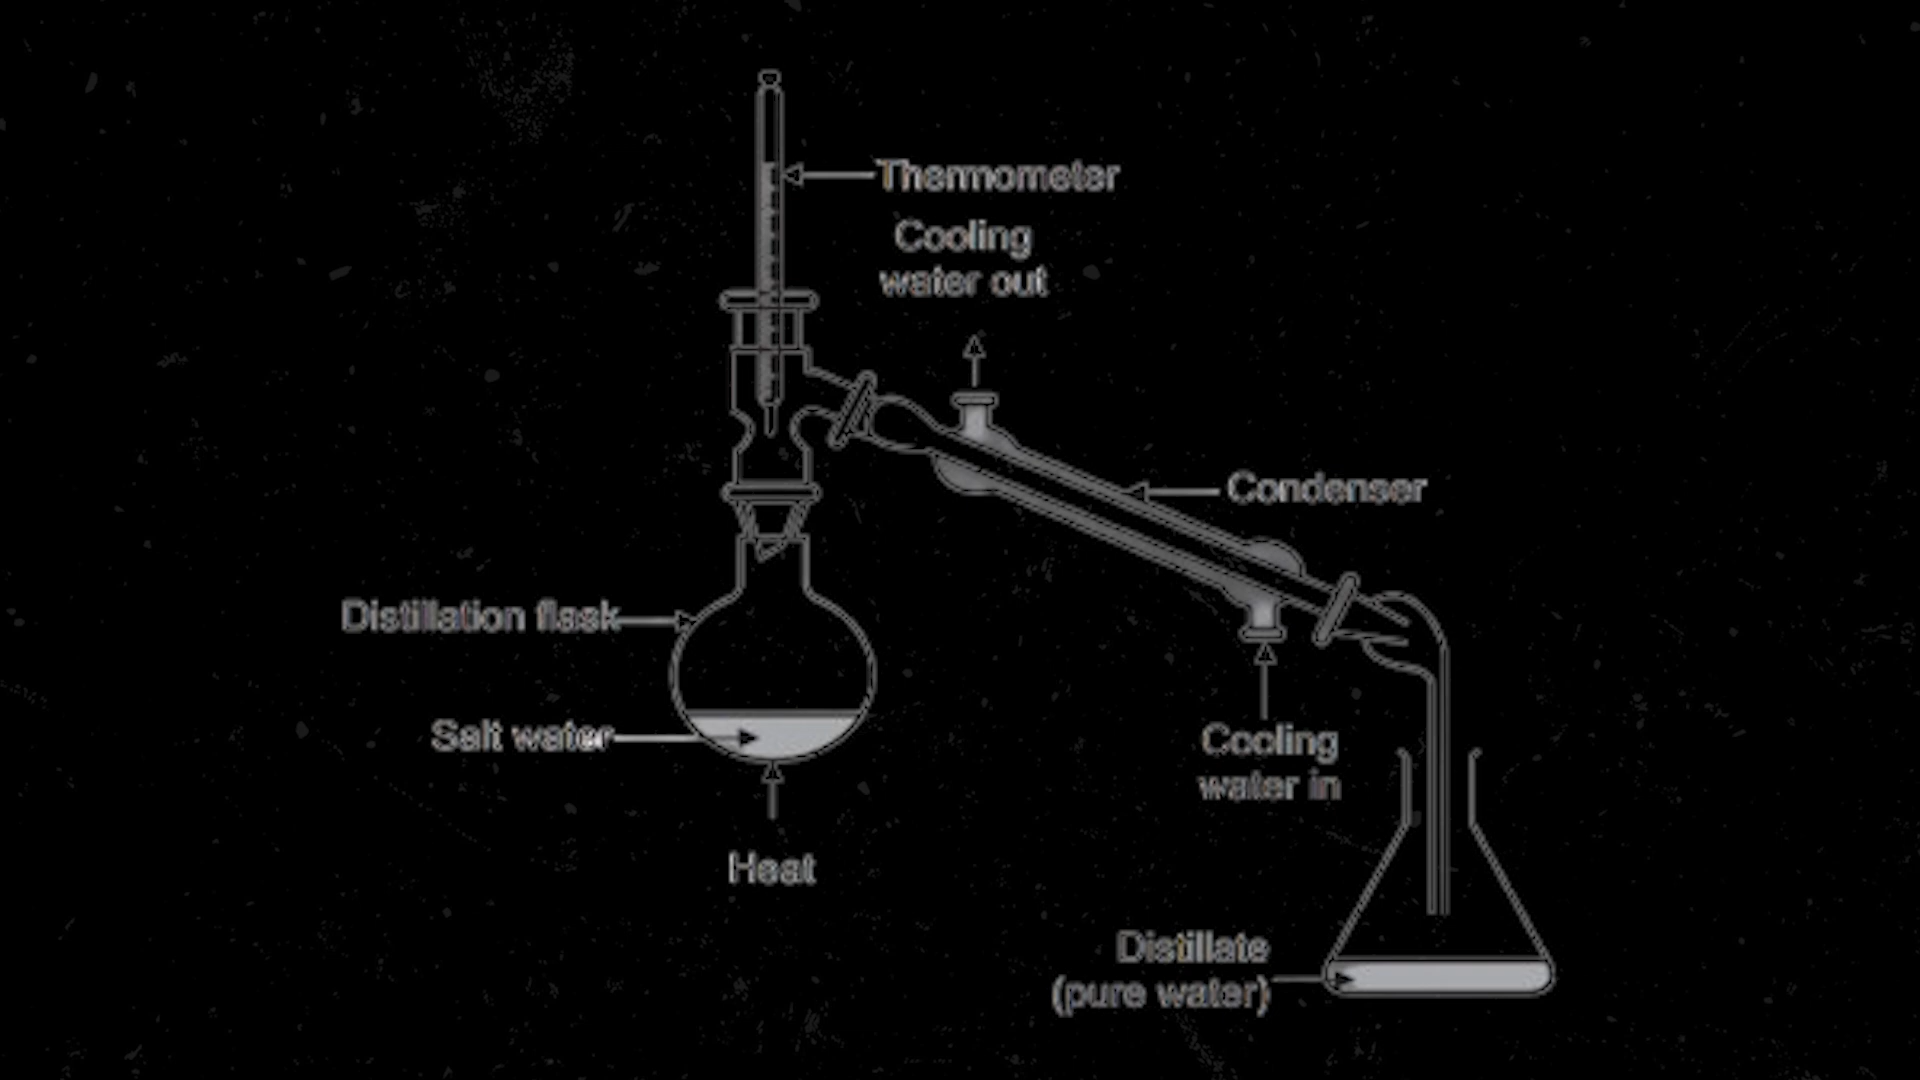 Thermometer
Cooling
water out
Condenser
Distillation flask
Salt water
Cooling
water in
Heat
Distillate
(pure water)